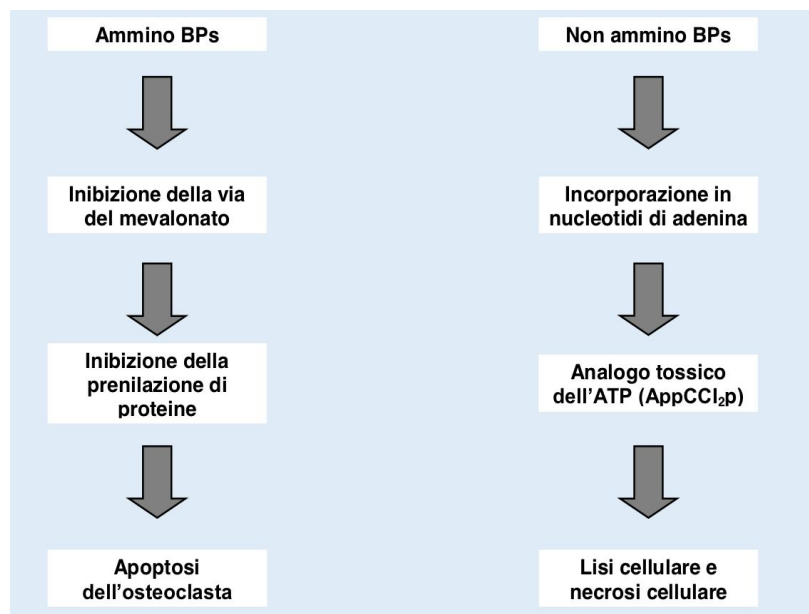 Ammino BPs
Inibizione della via
del mevalonato
Inibizione della
prenilazione di
proteine
Apoptosi
dell'osteoclasta
Non ammino BPs
Incorporazione in
nucleotidi di adenina
Analogo tossico
dell'ATP (AppCCl₂p)
Lisi cellulare e
necrosi cellulare